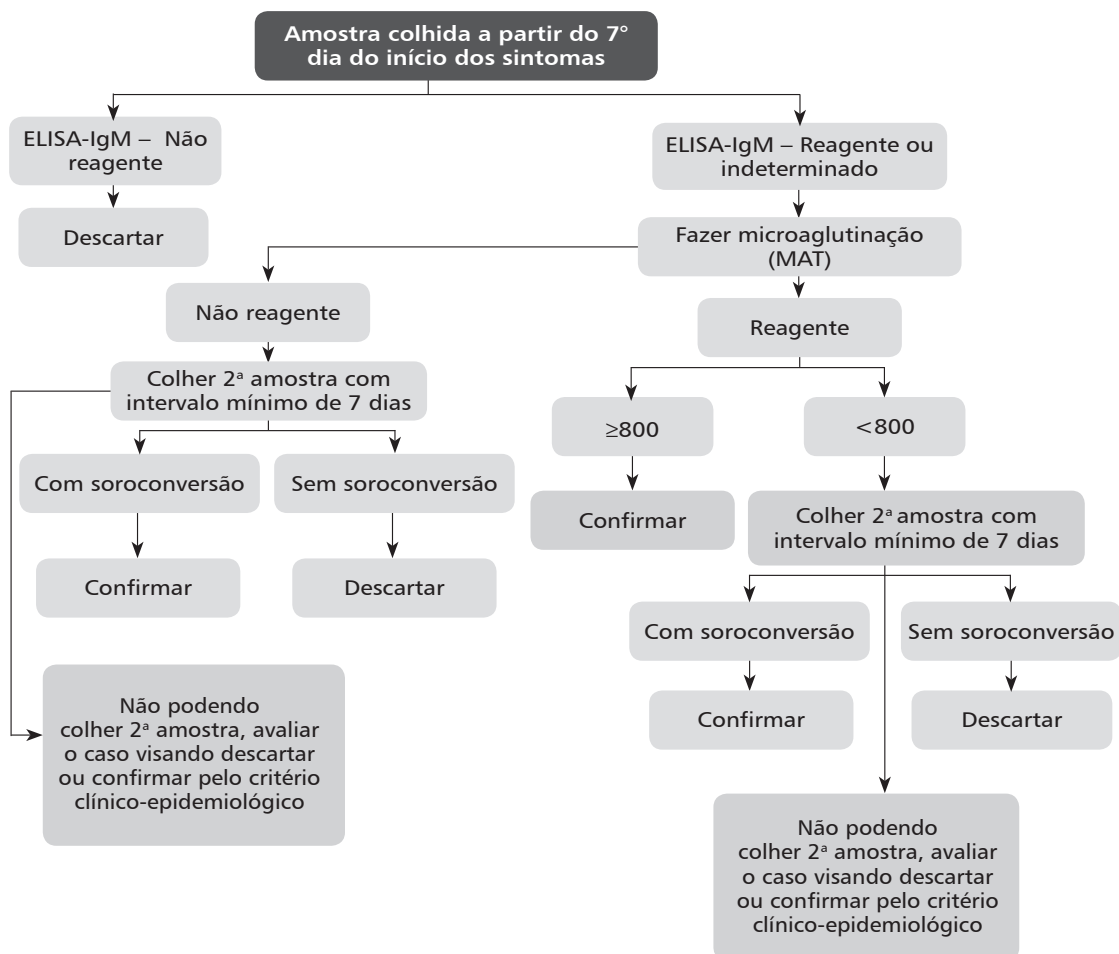 Amostra colhida a partir do 7°
dia do início dos sintomas
ELISA-IgM – Não
reagente
ELISA-IgM – Reagente ou
indeterminado
Descartar
Fazer microaglutinação
(MAT)
Não reagente
Reagente
Colher 2ª amostra com
intervalo mínimo de 7 dias
≥800
<800
Com soroconversão
Sem soroconversão
Confirmar
Colher 2ª amostra com
intervalo mínimo de 7 dias
Confirmar
Descartar
Com soroconversão
Sem soroconversão
Não podendo
colher 2ª amostra, avaliar
o caso visando descartar
ou confirmar pelo critério
clínico-epidemiológico
Confirmar
Descartar
Não podendo
colher 2ª amostra, avaliar
o caso visando descartar
ou confirmar pelo critério
clínico-epidemiológico